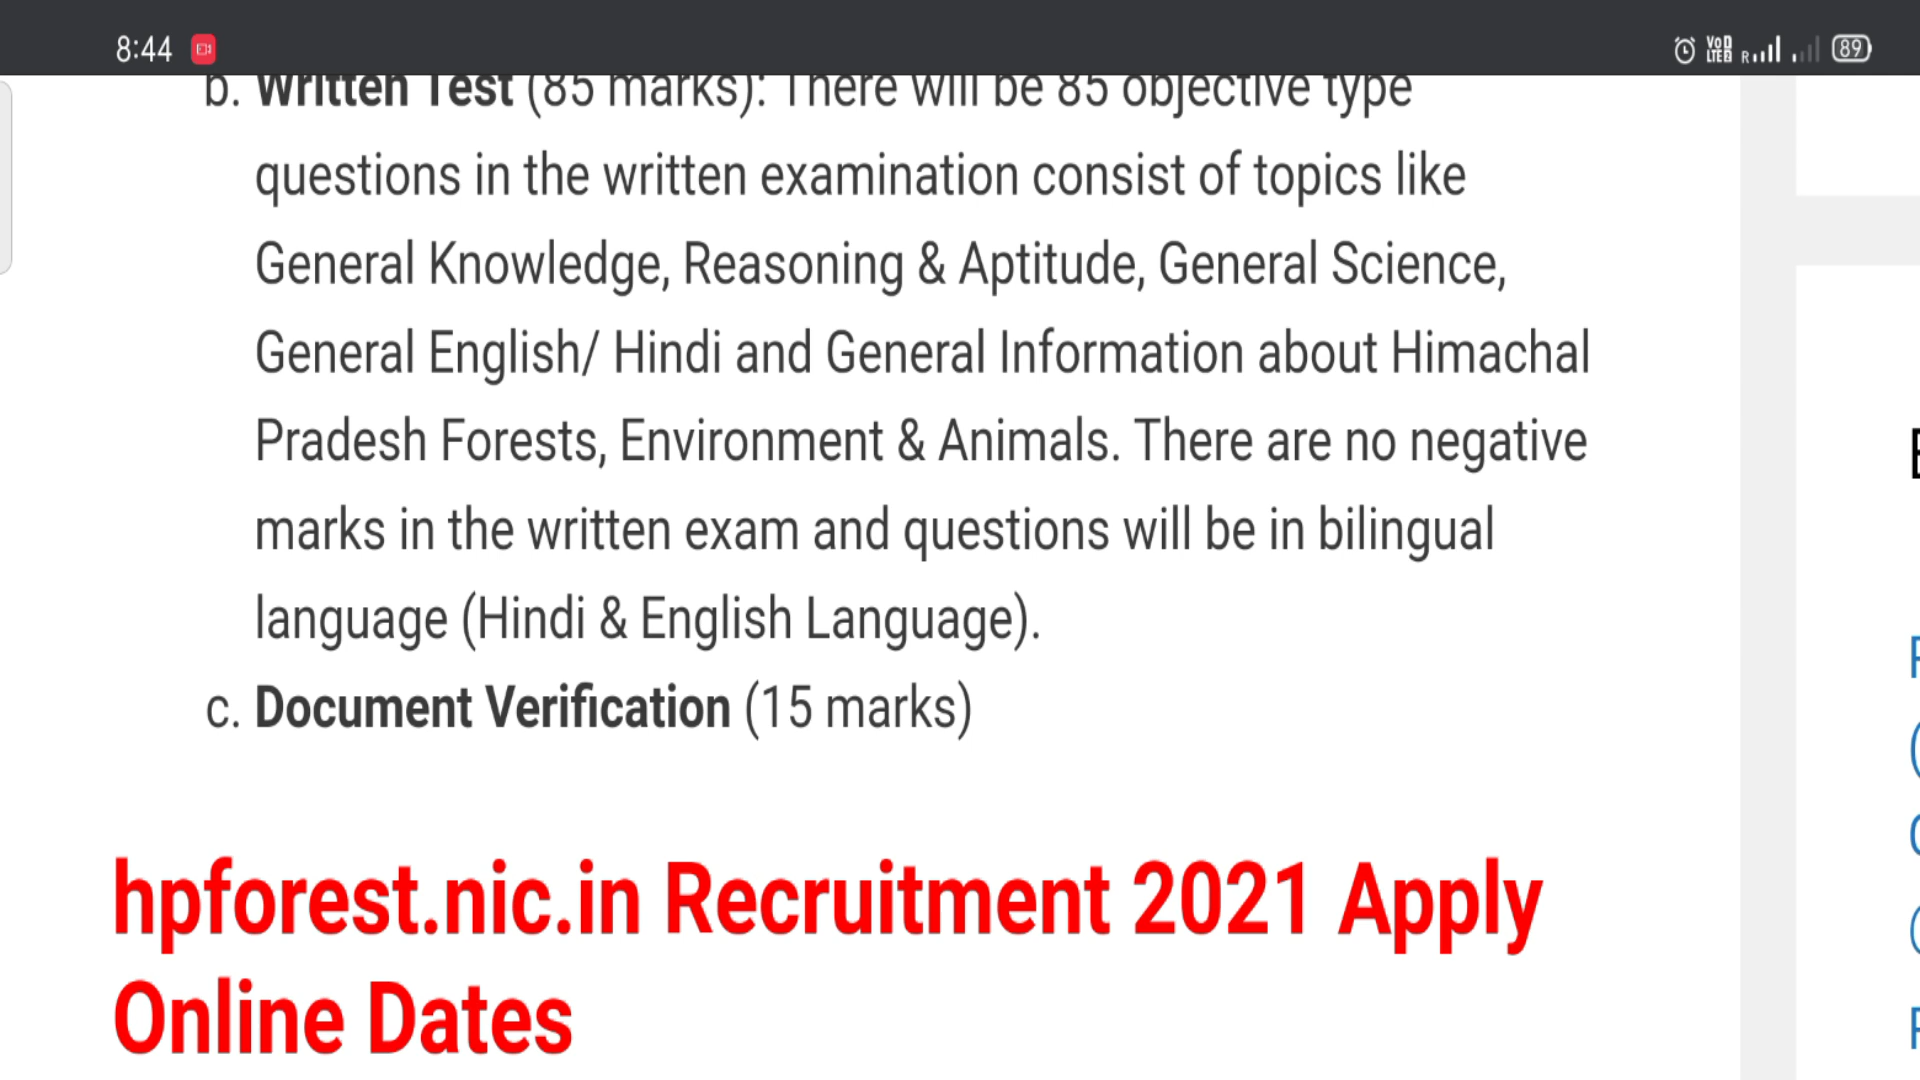 8:44
VoD LTE2 R 89
b. Written Test (85 marks): There will be 85 objective type
questions in the written examination consist of topics like
General Knowledge, Reasoning & Aptitude, General Science,
General English/ Hindi and General Information about Himachal
Pradesh Forests, Environment & Animals. There are no negative
marks in the written exam and questions will be in bilingual
language (Hindi & English Language).
c. Document Verification (15 marks)
hpforest.nic.in Recruitment 2021 Apply
Online Dates